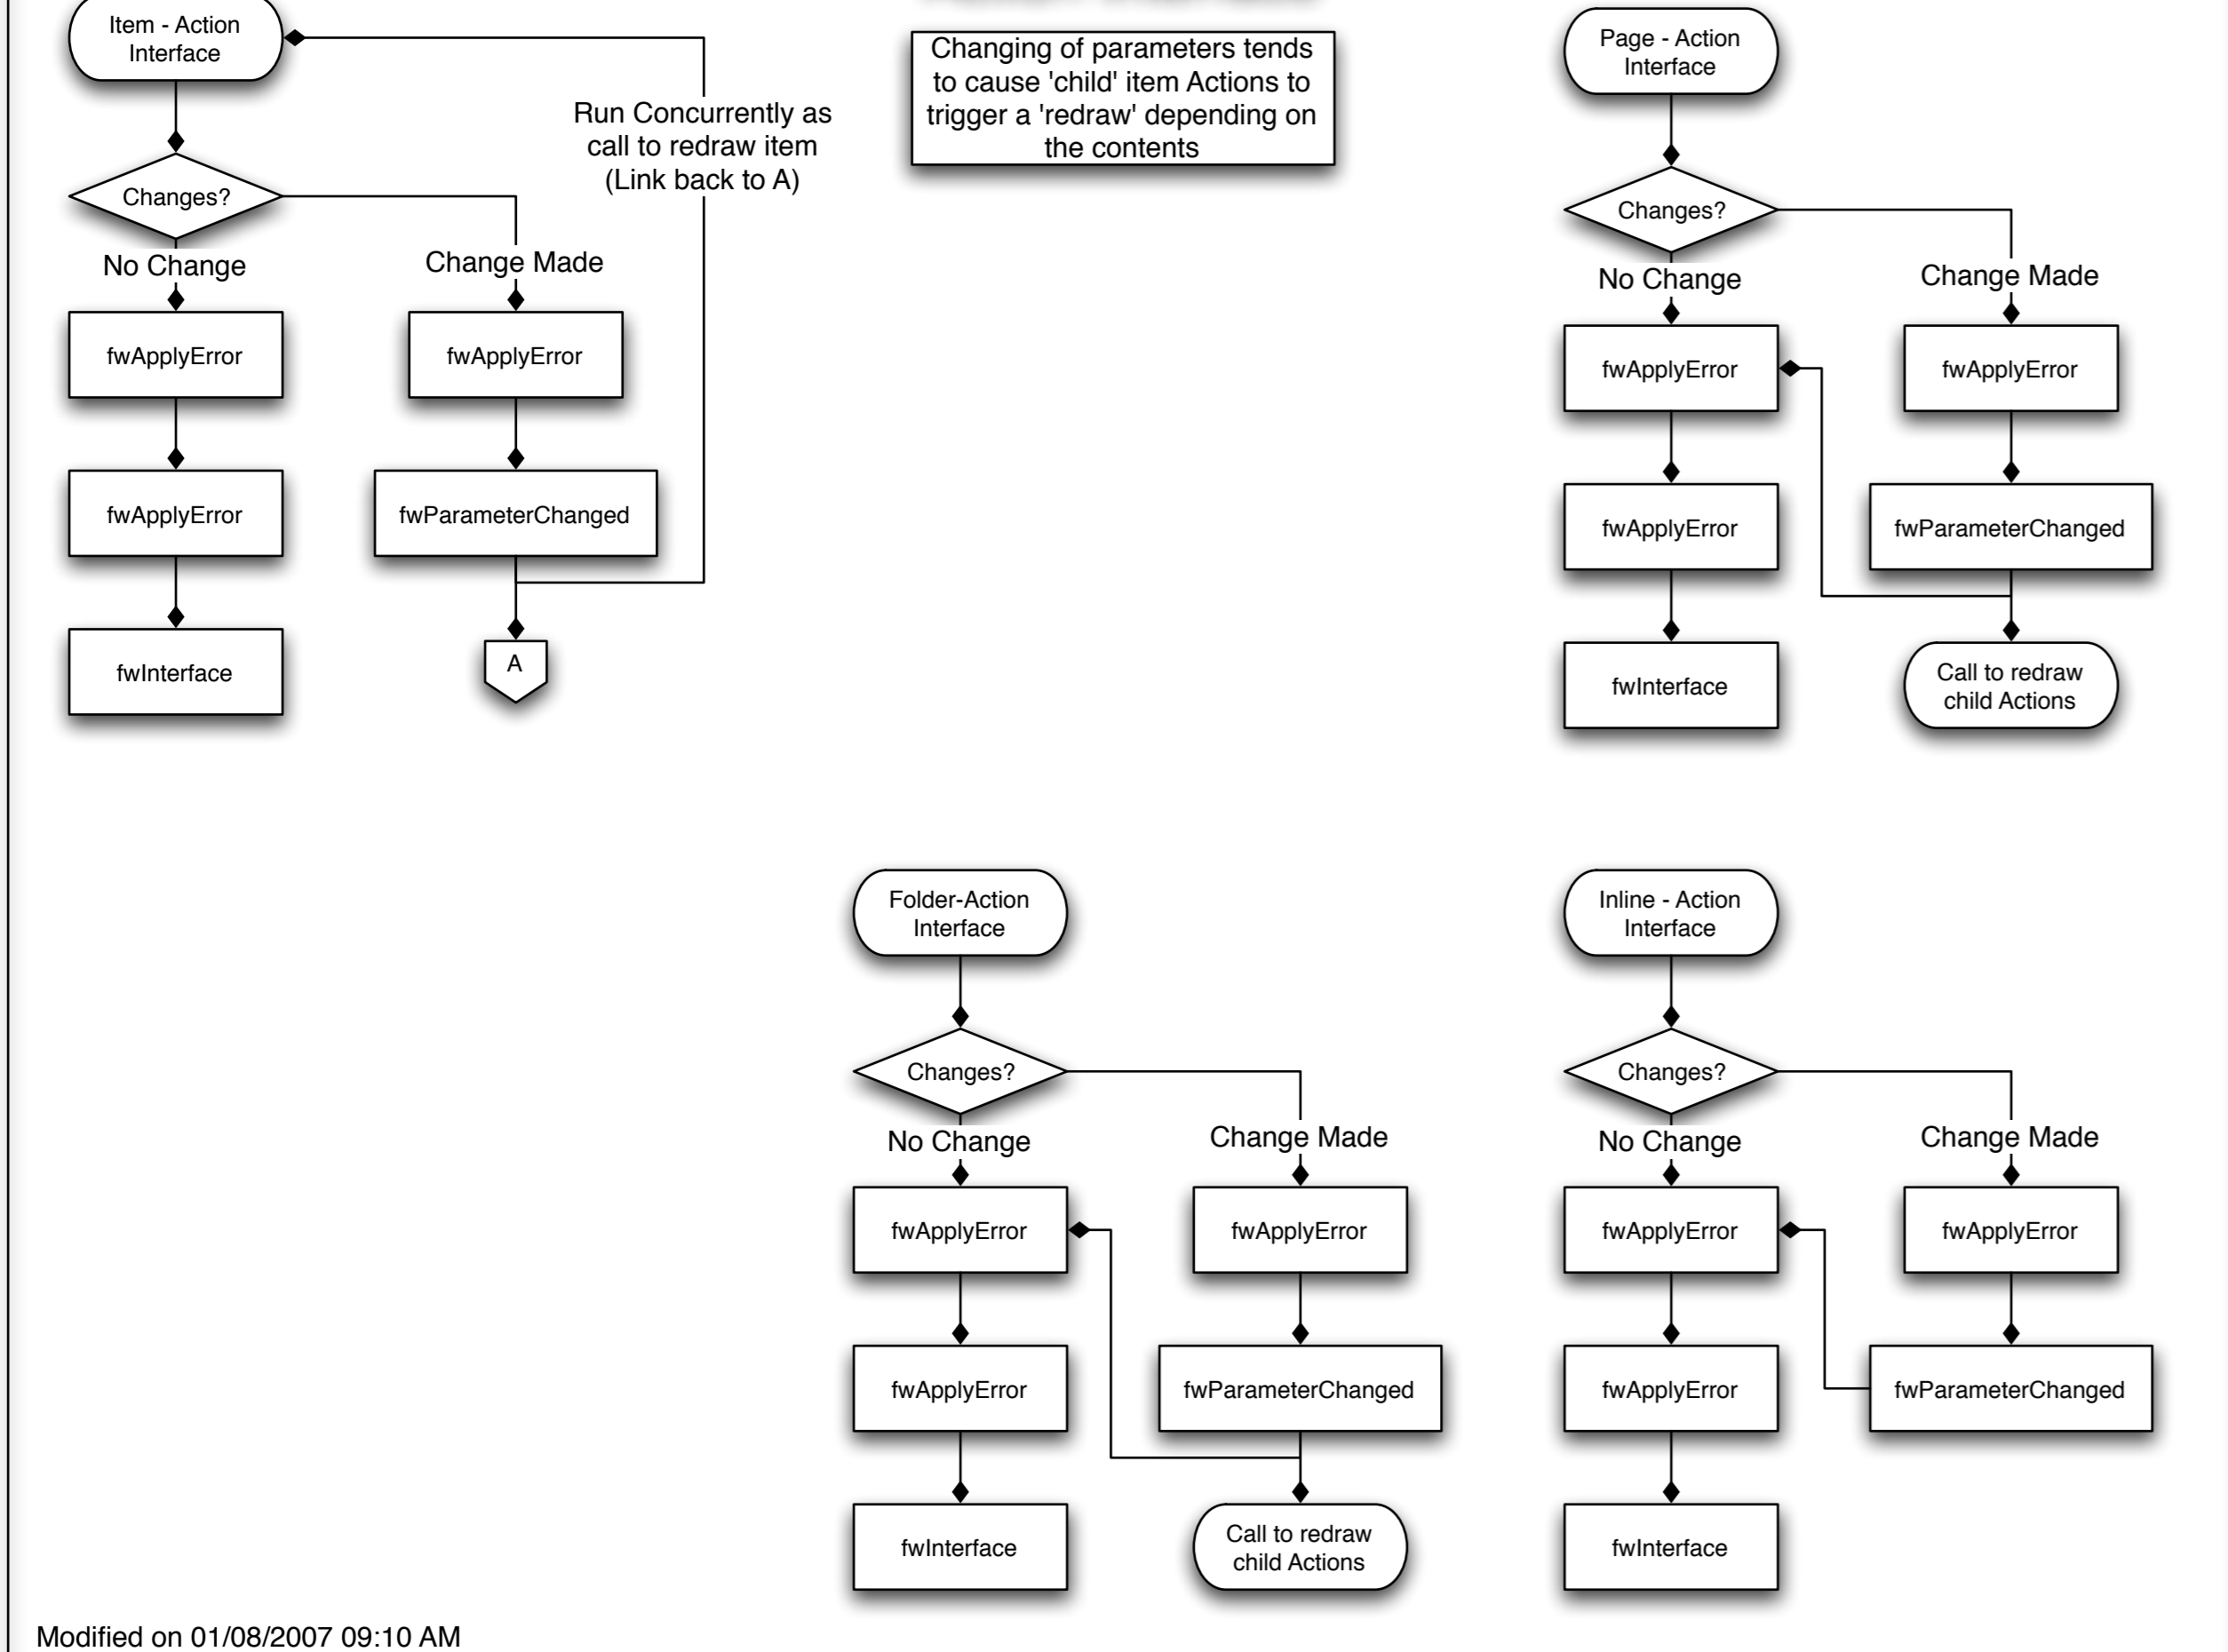 Item - Action
Interface
Changes?
No Change
Change Made
fwApplyError
fwApplyError
fwApplyError
fwParameterChanged
fwInterface
A
Run Concurrently as
call to redraw item
(Link back to A)
Changing of parameters tends
to cause 'child' item Actions to
trigger a 'redraw' depending on
the contents
Page - Action
Interface
Changes?
No Change
Change Made
fwApplyError
fwApplyError
fwApplyError
fwParameterChanged
fwInterface
Call to redraw
child Actions
Folder-Action
Interface
Changes?
No Change
Change Made
fwApplyError
fwApplyError
fwApplyError
fwParameterChanged
fwInterface
Call to redraw
child Actions
Inline - Action
Interface
Changes?
No Change
Change Made
fwApplyError
fwApplyError
fwApplyError
fwParameterChanged
fwInterface
Modified on 01/08/2007 09:10 AM